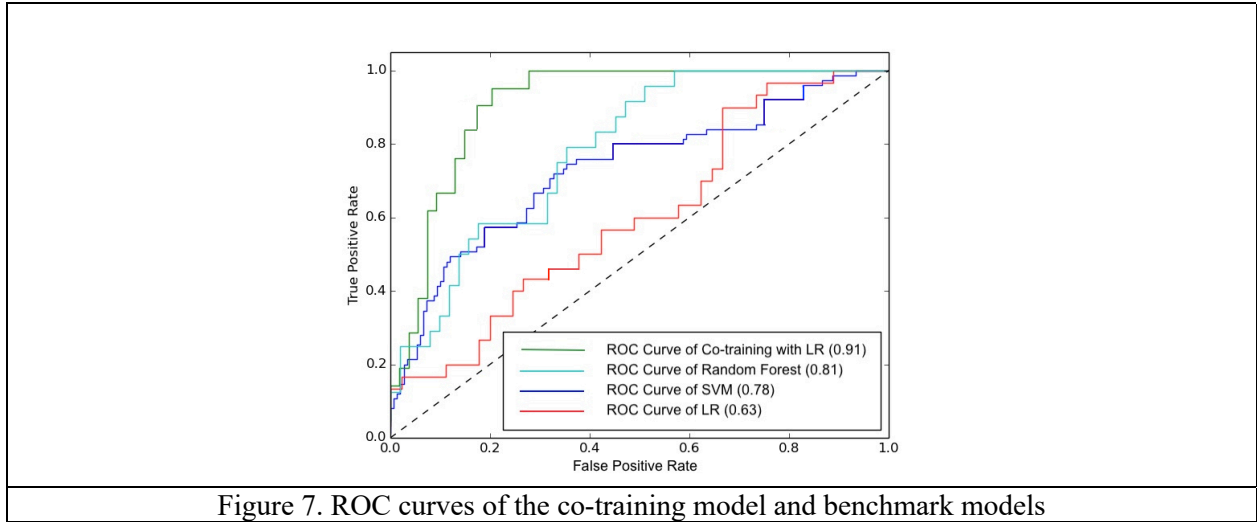 1.0
0.8
0.6
0.4
0.2
0.0
True Positive Rate
ROC Curve of Co-training with LR (0.91)
ROC Curve of Random Forest (0.81)
ROC Curve of SVM (0.78)
ROC Curve of LR (0.63)
0.0 0.2 0.4 0.6 0.8 1.0
False Positive Rate
Figure 7. ROC curves of the co-training model and benchmark models